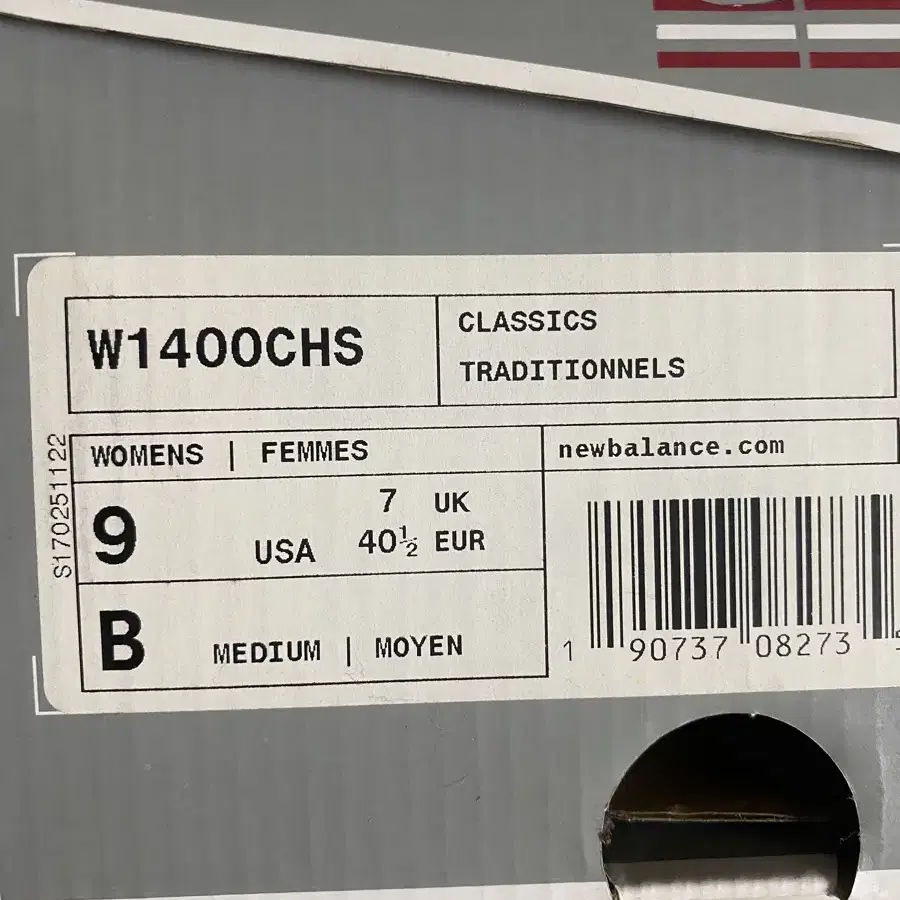 W1400CHS
CLASSICS
TRADITIONNELS
S170251122
WOMENS | FEMMES
newbalance.com
9 USA
7 UK
40½ EUR
B MEDIUM | MOYEN
1 90737 08273